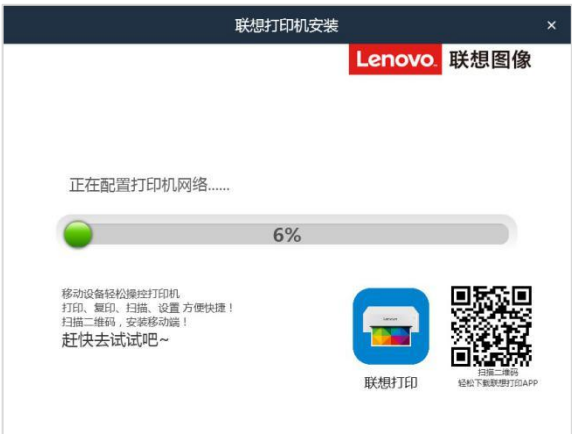 联想打印机安装
×
Lenovo. 联想图像
正在配置打印机网络......
6%
移动设备轻松操控打印机
打印、复印、扫描、设置 方便快捷！
扫描二维码，安装移动端！
赶快去试试吧~
Lenovo
联想打印
扫描二维码
轻松下载联想打印APP